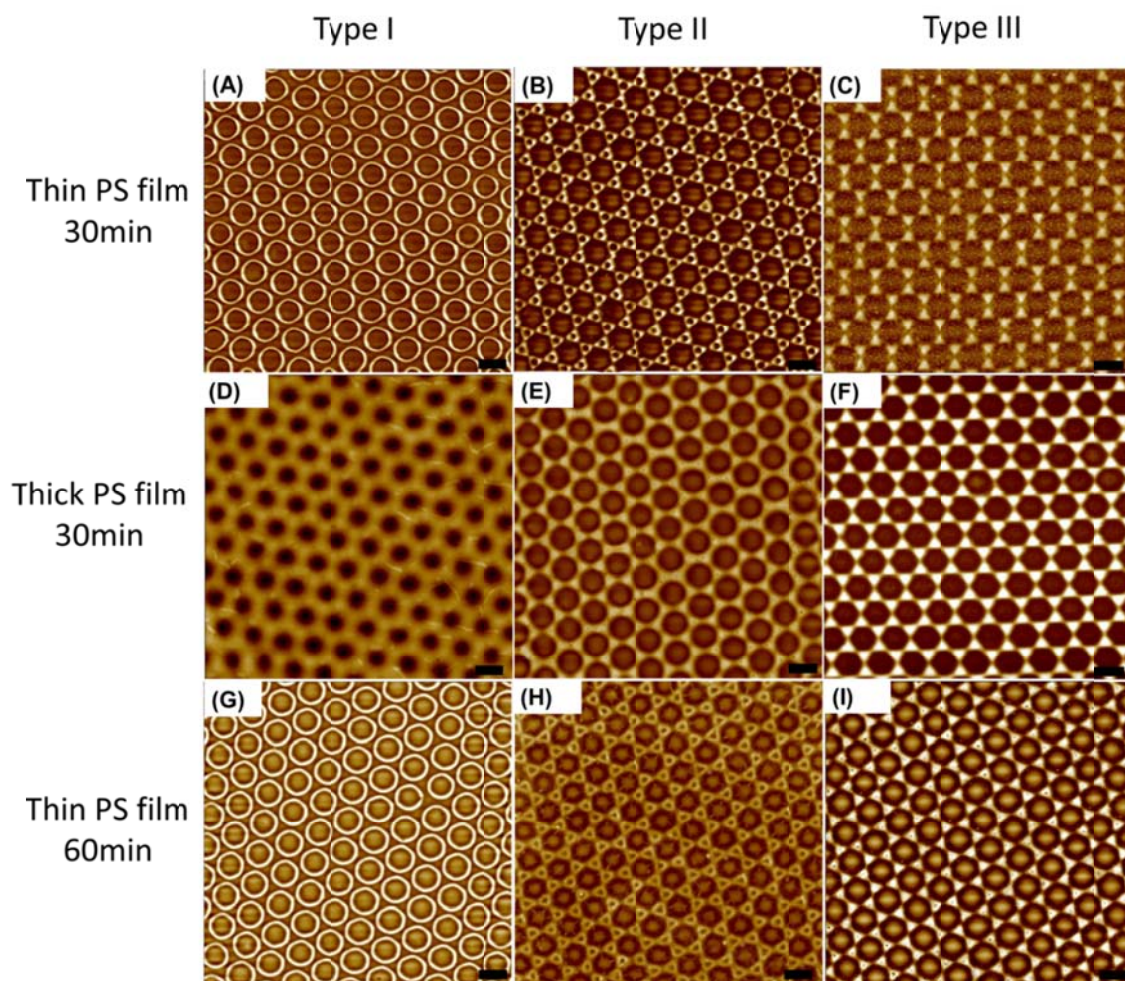 Type I
Type II
Type III
(A)
(B)
(C)
Thin PS film
30min
(D)
(E)
(F)
Thick PS film
30min
(G)
(H)
(I)
Thin PS film
60min